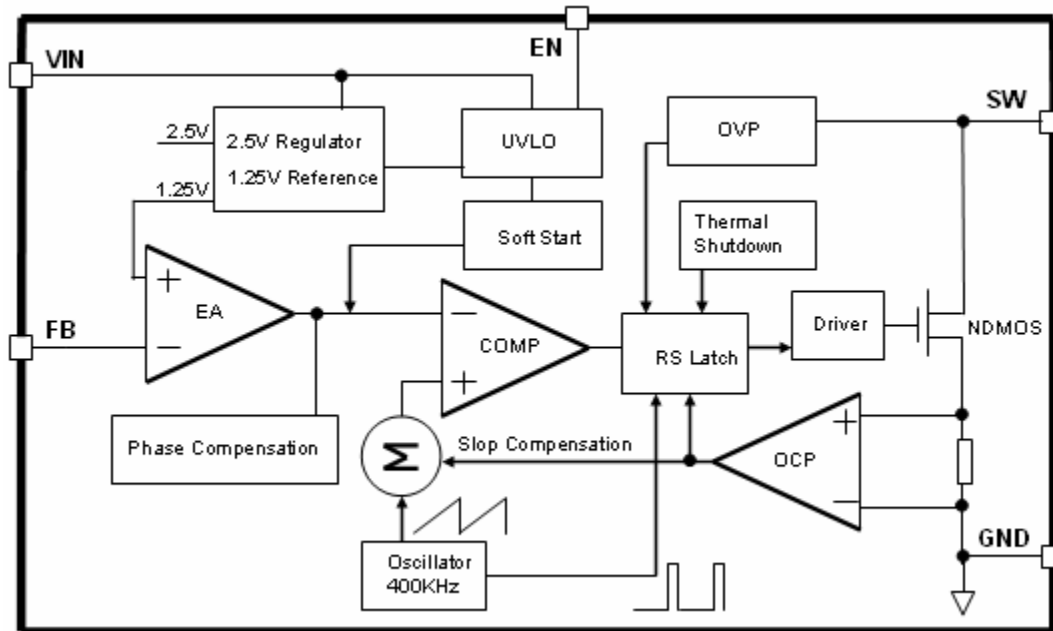 EN
VIN
SW
2.5V
2.5V Regulator
1.25V Reference
1.25V
UVLO
OVP
Soft Start
Thermal
Shutdown
+
EA
−
FB
−
COMP
+
RS Latch
Driver
NDMOS
Phase Compensation
Σ
Slop Compensation
+
OCP
−
Oscillator
400KHz
GND